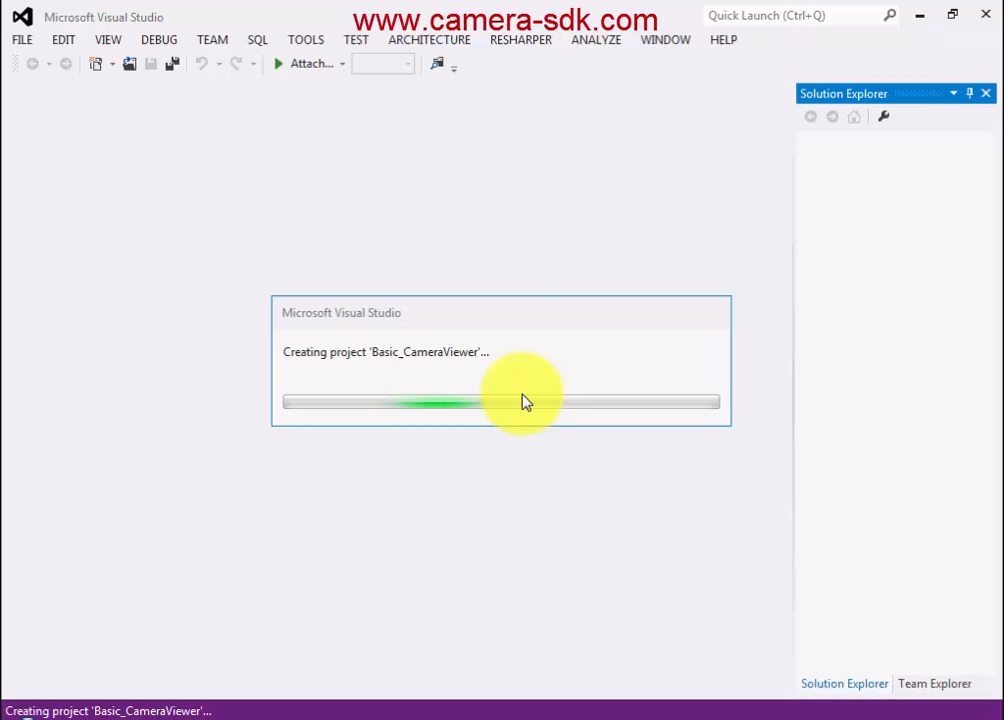 Microsoft Visual Studio
www.camera-sdk.com
Quick Launch (Ctrl+Q)
FILE EDIT VIEW DEBUG TEAM SQL TOOLS TEST ARCHITECTURE RESHARPER ANALYZE WINDOW HELP
Attach...
Solution Explorer
Microsoft Visual Studio
Creating project 'Basic_CameraViewer'...
Solution Explorer Team Explorer
Creating project 'Basic_CameraViewer'...